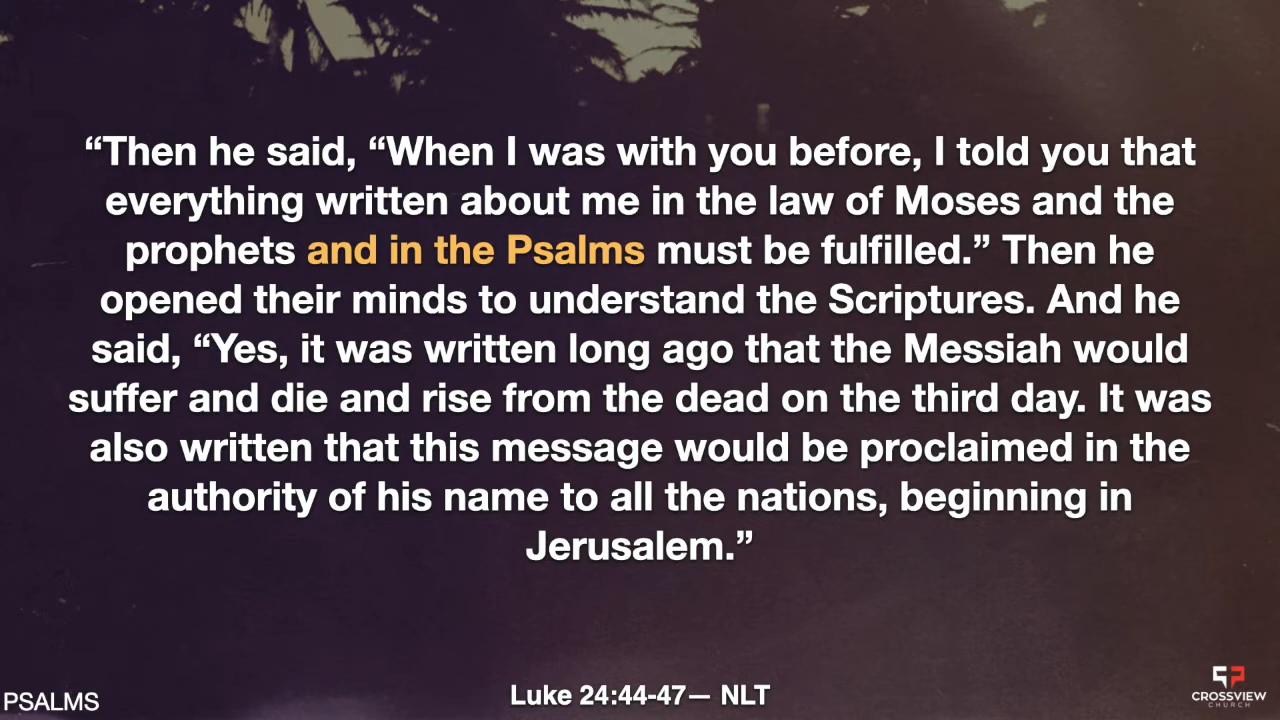 “Then he said, “When I was with you before, I told you that
everything written about me in the law of Moses and the
prophets and in the Psalms must be fulfilled.” Then he
opened their minds to understand the Scriptures. And he
said, “Yes, it was written long ago that the Messiah would
suffer and die and rise from the dead on the third day. It was
also written that this message would be proclaimed in the
authority of his name to all the nations, beginning in
Jerusalem.”
PSALMS
Luke 24:44-47— NLT
CROSSVIEW
CHURCH